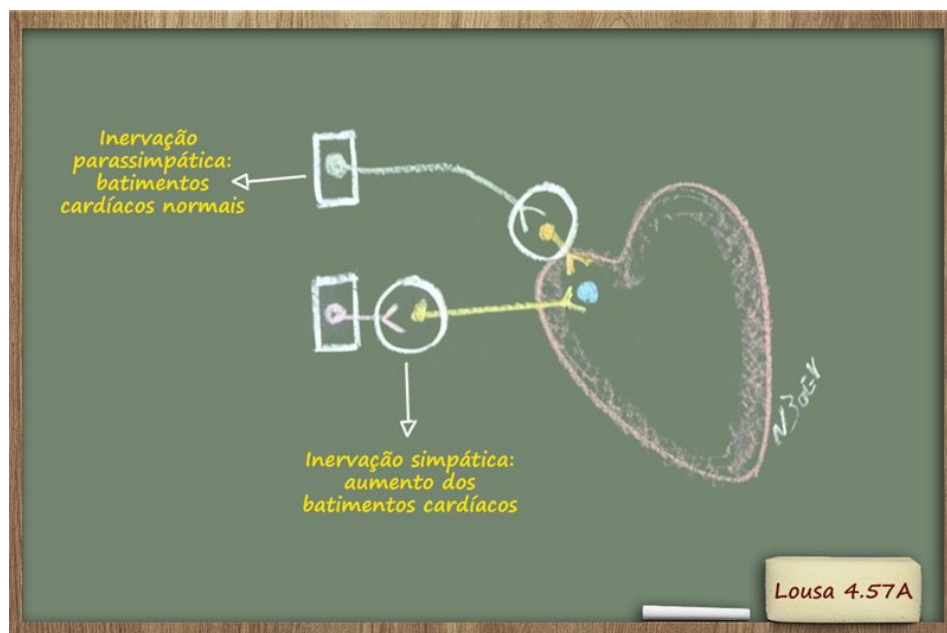 Inervação
parassimpática:
batimentos
cardíacos normais
Inervação simpática:
aumento dos
batimentos cardíacos
Lousa 4.57A